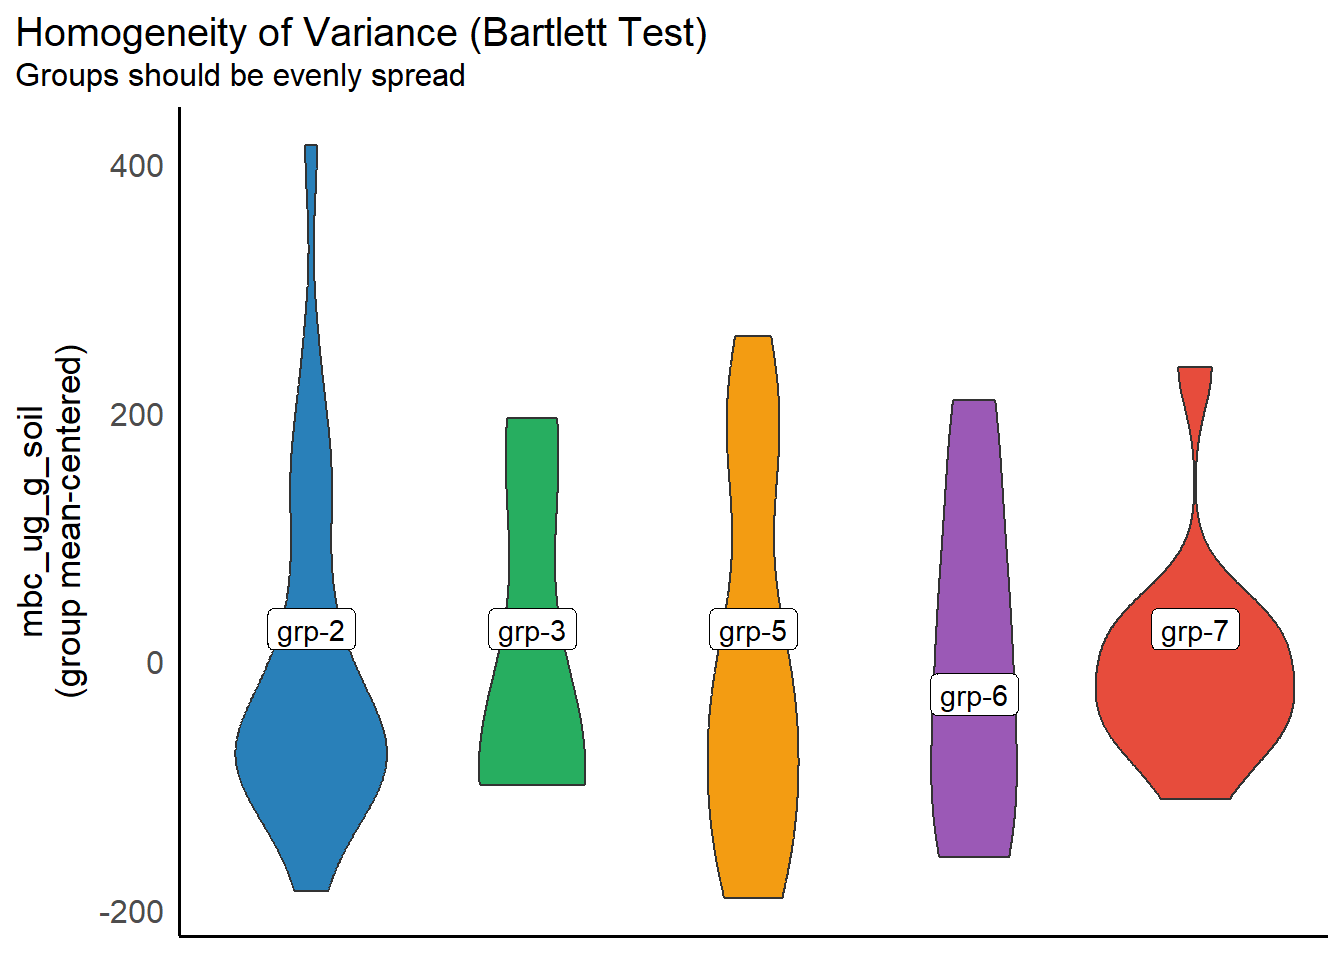 Homogeneity of Variance (Bartlett Test)
Groups should be evenly spread
mbc_ug_g_soil
(group mean-centered)
400
200
0
-200
grp-2
grp-3
grp-5
grp-6
grp-7